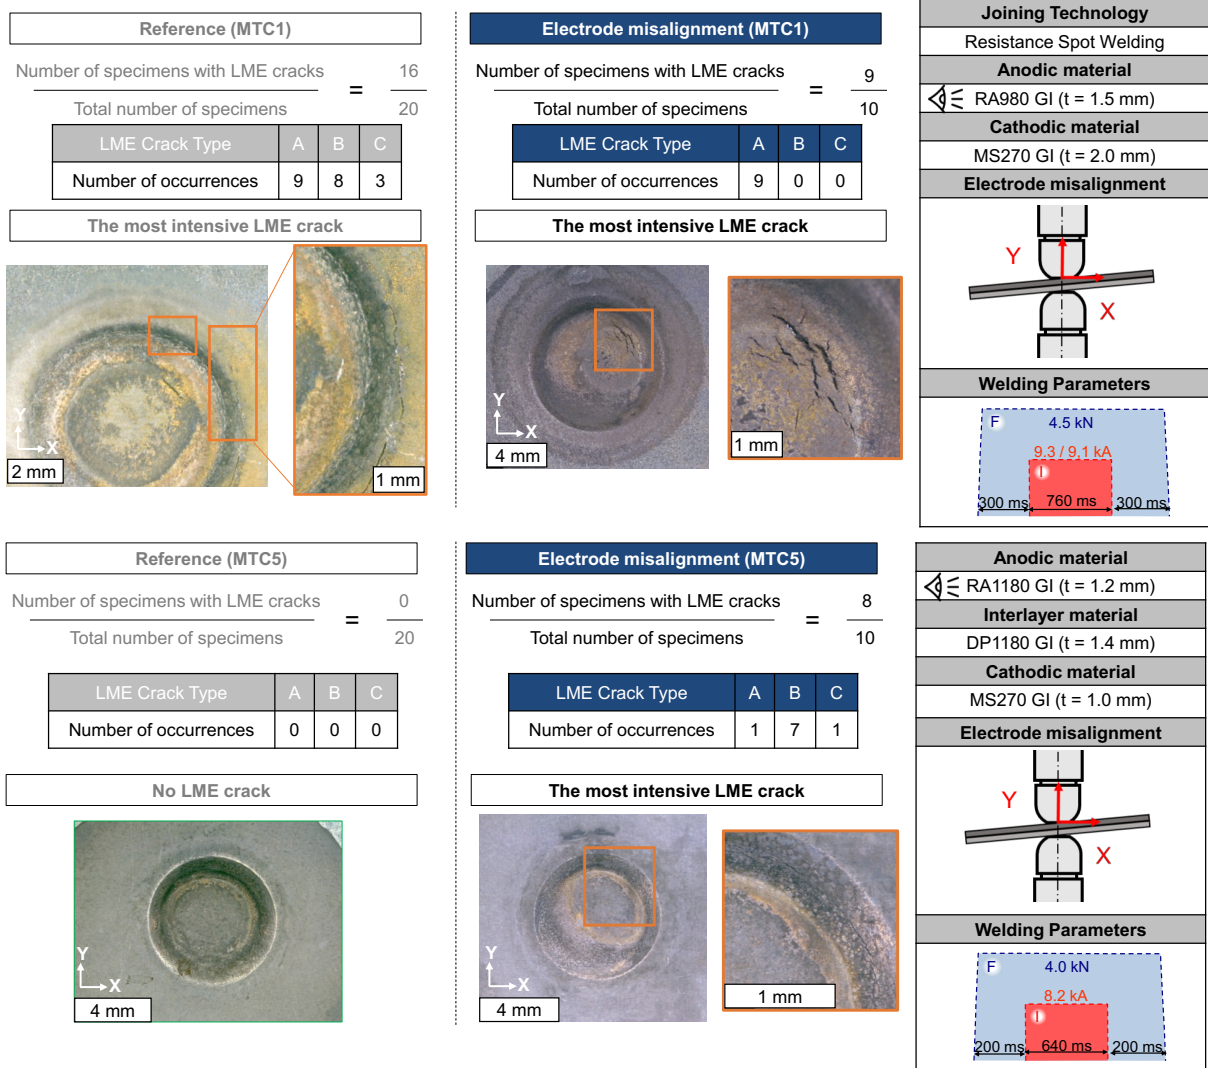 Reference (MTC1)
Number of specimens with LME cracks
Total number of specimens
=
16
20
LME Crack Type A B C
Number of occurrences 9 8 3
The most intensive LME crack
Y
X
2 mm
1 mm
Electrode misalignment (MTC1)
Number of specimens with LME cracks
Total number of specimens
=
9
10
LME Crack Type A B C
Number of occurrences 9 0 0
The most intensive LME crack
Y
X
4 mm
1 mm
Joining Technology
Resistance Spot Welding
Anodic material
RA980 GI (t = 1.5 mm)
Cathodic material
MS270 GI (t = 2.0 mm)
Electrode misalignment
Y
X
Welding Parameters
F
4.5 kN
9.3 / 9.1 kA
I
300 ms 760 ms 300 ms
Reference (MTC5)
Number of specimens with LME cracks
Total number of specimens
=
0
20
LME Crack Type A B C
Number of occurrences 0 0 0
No LME crack
Y
X
4 mm
Electrode misalignment (MTC5)
Number of specimens with LME cracks
Total number of specimens
=
8
10
LME Crack Type A B C
Number of occurrences 1 7 1
The most intensive LME crack
Y
X
4 mm
1 mm
Anodic material
RA1180 GI (t = 1.2 mm)
Interlayer material
DP1180 GI (t = 1.4 mm)
Cathodic material
MS270 GI (t = 1.0 mm)
Electrode misalignment
Y
X
Welding Parameters
F
4.0 kN
8.2 kA
I
200 ms 640 ms 200 ms